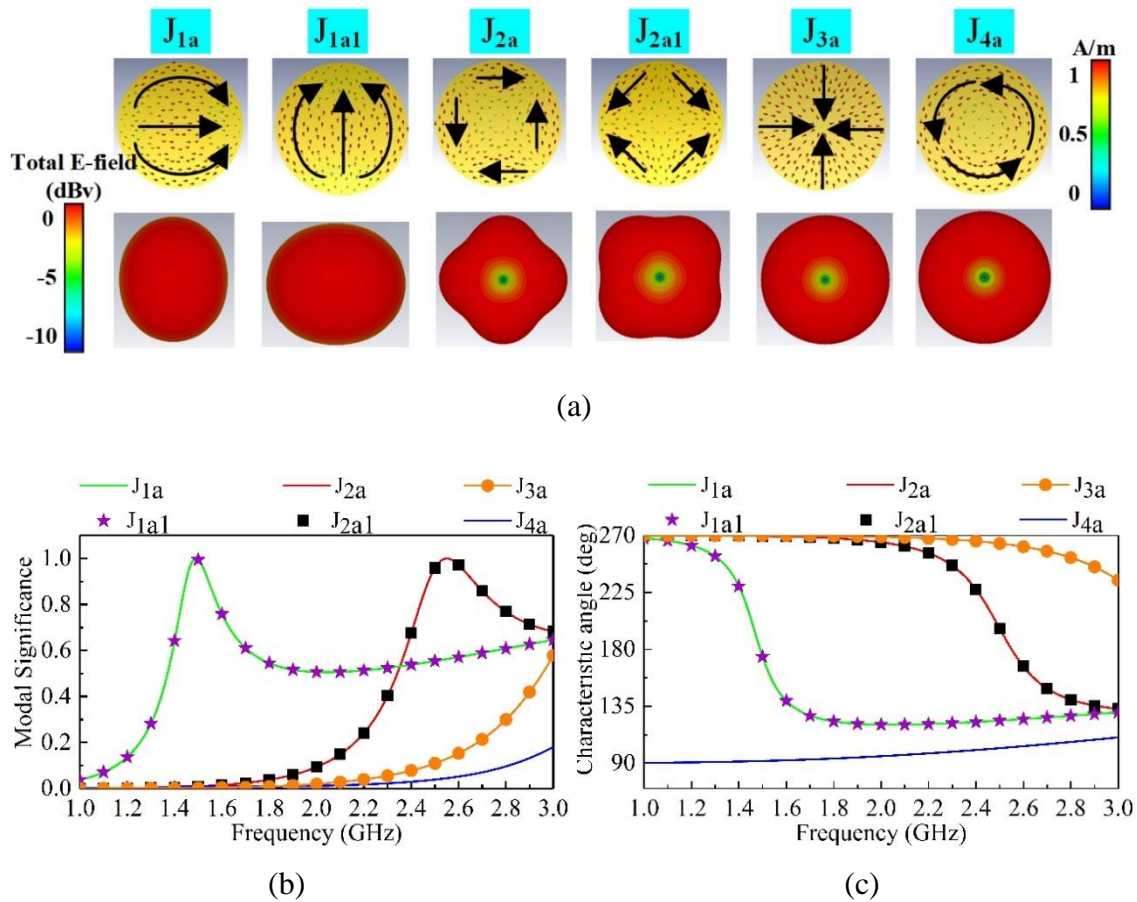 J1a J1a1 J2a J2a1 J3a J4a
A/m
1
0.5
0
Total E-field
(dBv)
0
-5
-10
(a)
J1a J2a J3a
J1a1 J2a1 J4a
Modal Significance
1.0
0.8
0.6
0.4
0.2
0.0
1.0 1.2 1.4 1.6 1.8 2.0 2.2 2.4 2.6 2.8 3.0
Frequency (GHz)
(b)
J1a J2a J3a
J1a1 J2a1 J4a
Characteristic angle (deg)
270
225
180
135
90
1.0 1.2 1.4 1.6 1.8 2.0 2.2 2.4 2.6 2.8 3.0
Frequency (GHz)
(c)